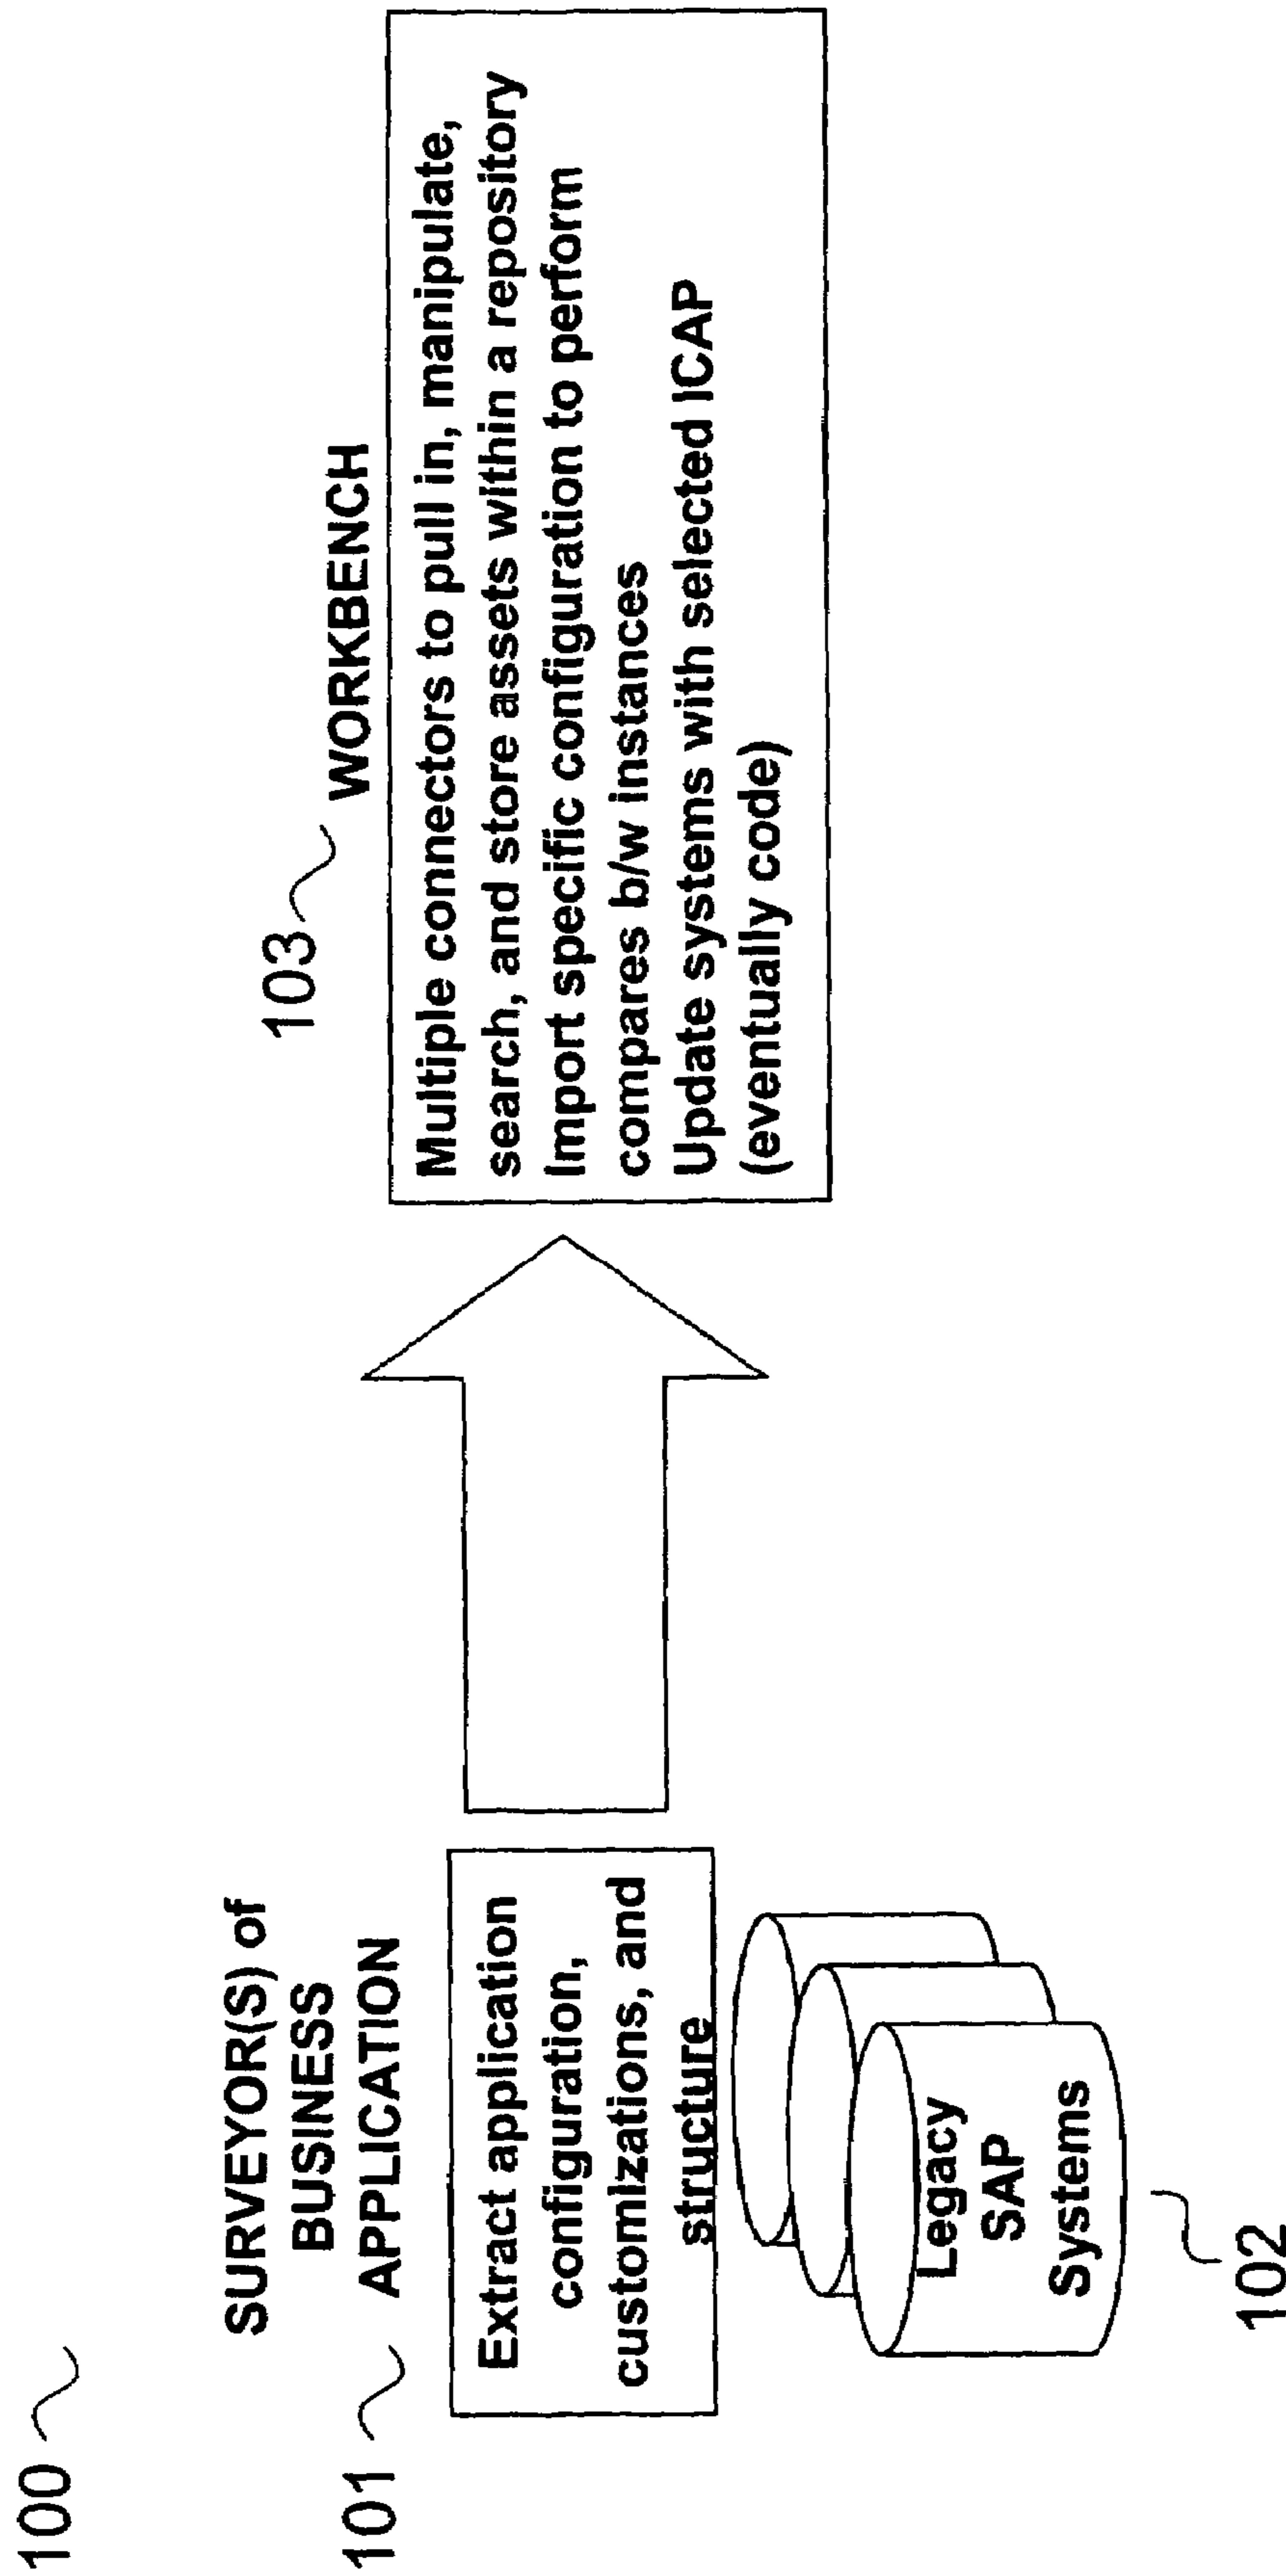 100
101
SURVEYOR(S) of
BUSINESS
APPLICATION
Extract application
configuration,
customizations, and
structure
Legacy
SAP
Systems
102
103
WORKBENCH
Multiple connectors to pull in, manipulate,
search, and store assets within a repository
Import specific configuration to perform
compares b/w instances
Update systems with selected ICAP
(eventually code)